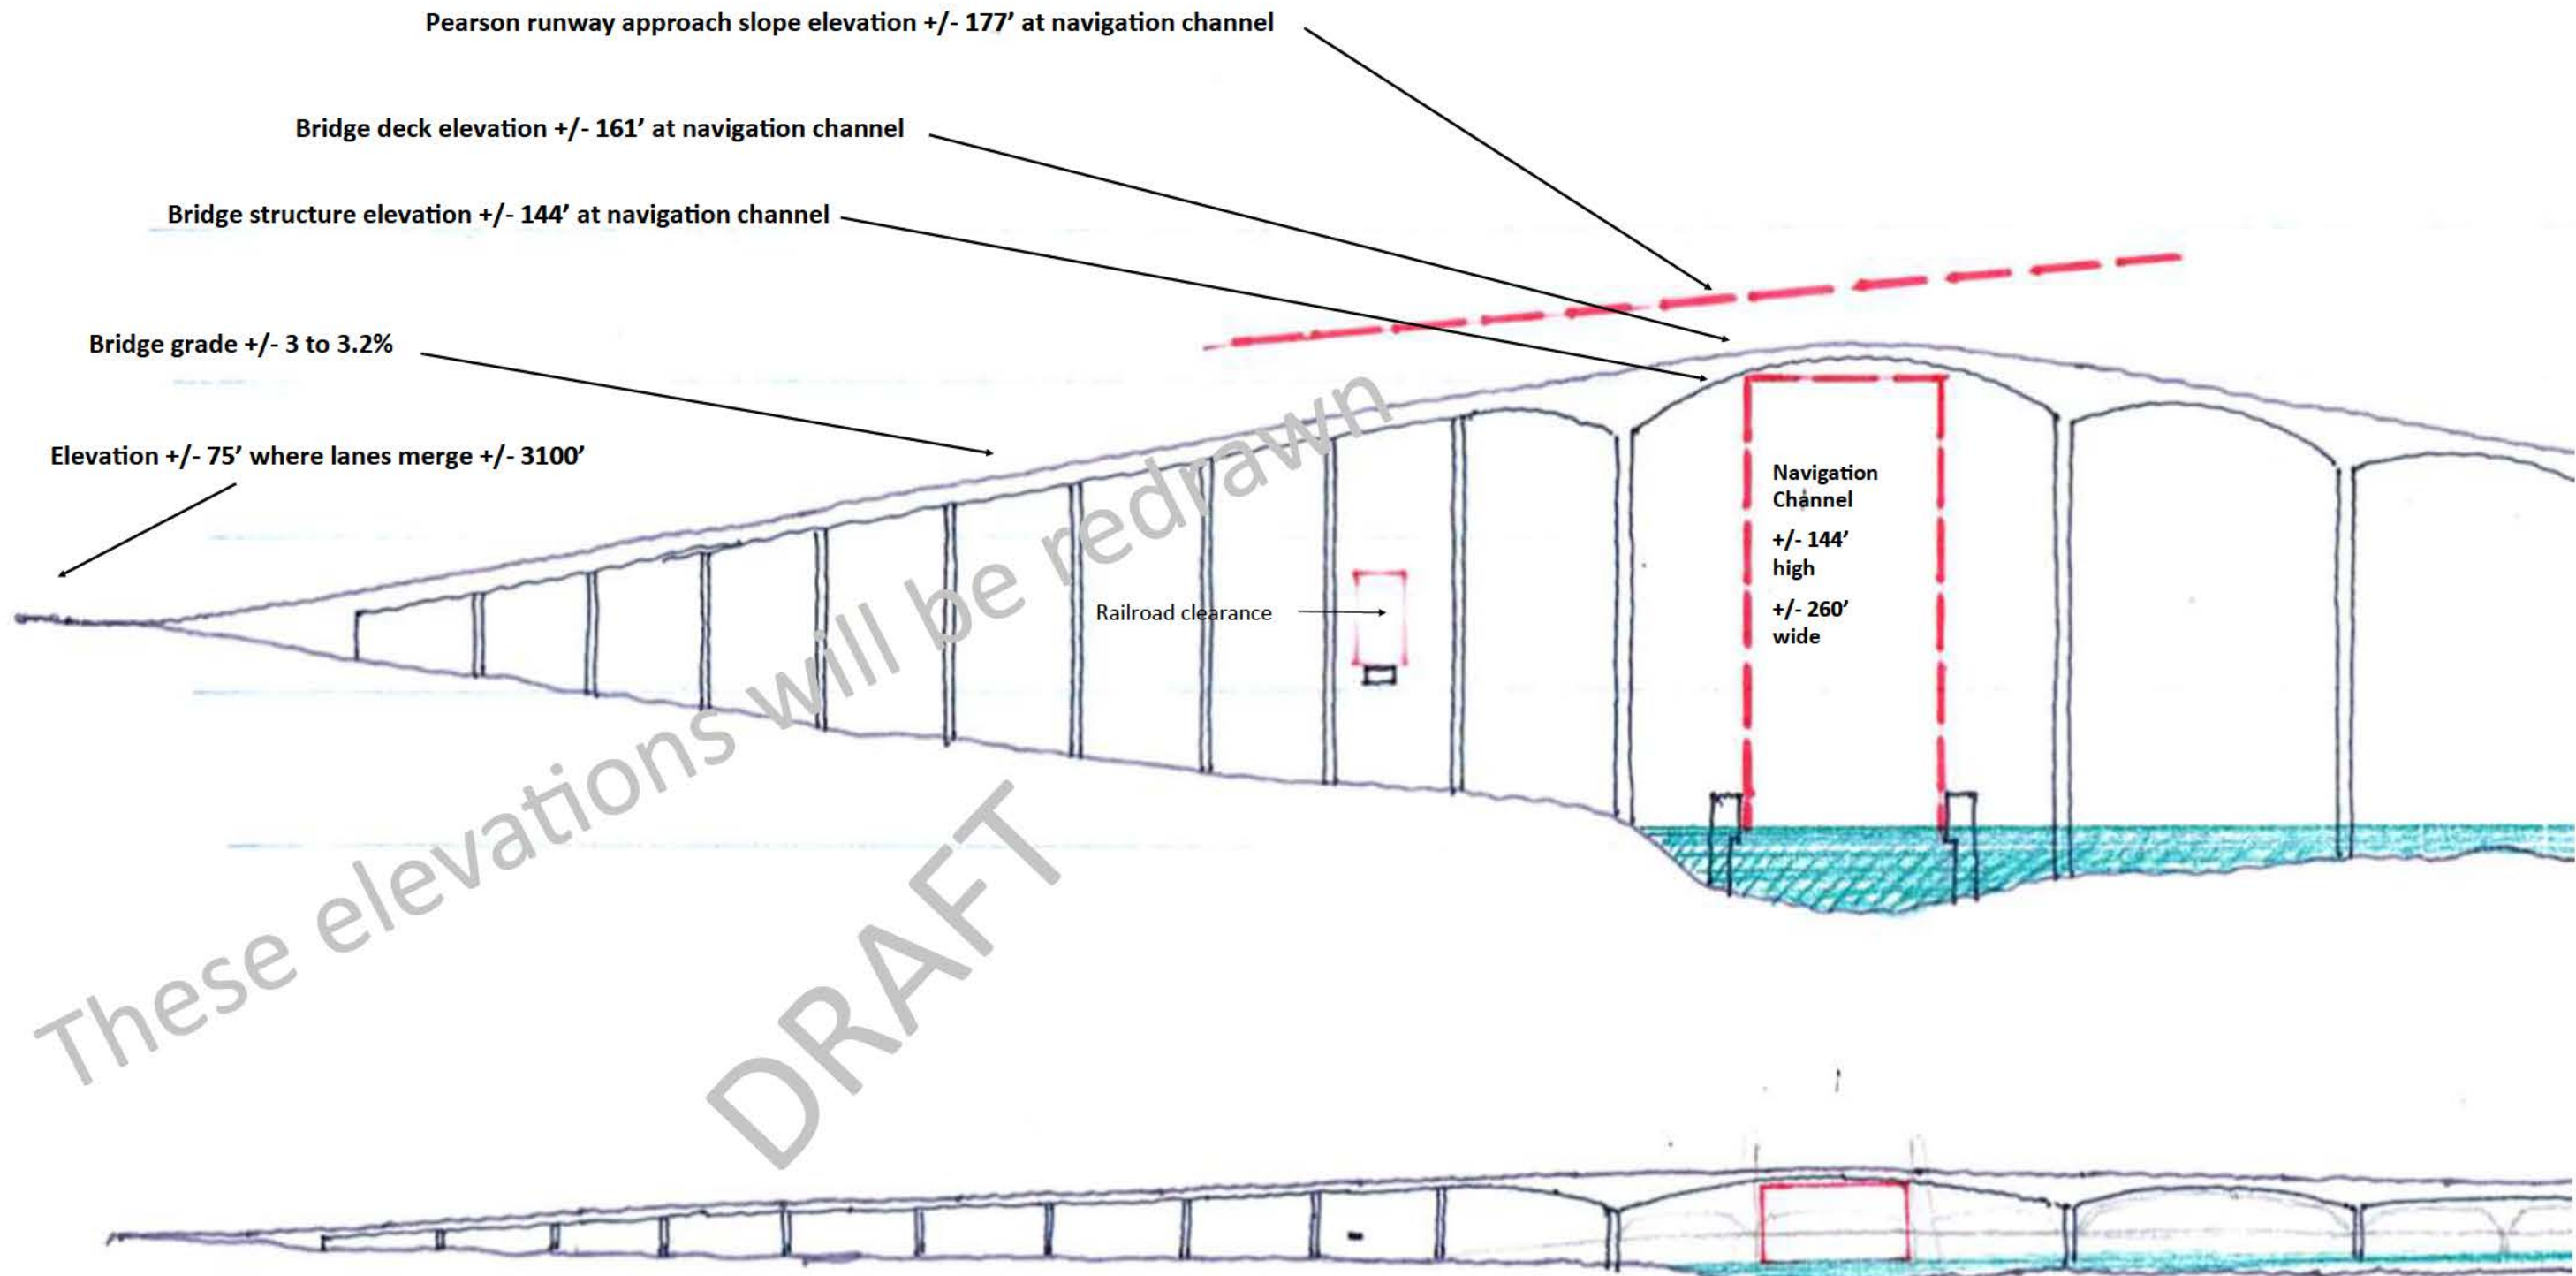 Pearson runway approach slope elevation +/- 177’ at navigation channel
Bridge deck elevation +/- 161’ at navigation channel
Bridge structure elevation +/- 144’ at navigation channel
Bridge grade +/- 3 to 3.2%
Elevation +/- 75’ where lanes merge +/- 3100’
Navigation
Channel
+/- 144’
high
+/- 260’
wide
Railroad clearance
These elevations will be redrawn
DRAFT